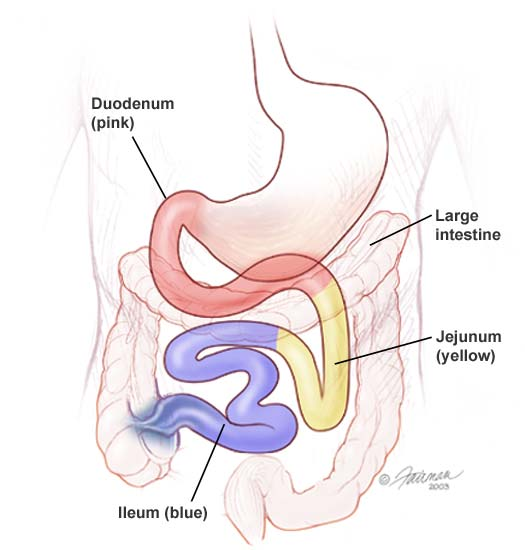 Duodenum
(pink)
Large
intestine
Jejunum
(yellow)
Ileum (blue)
©
2003